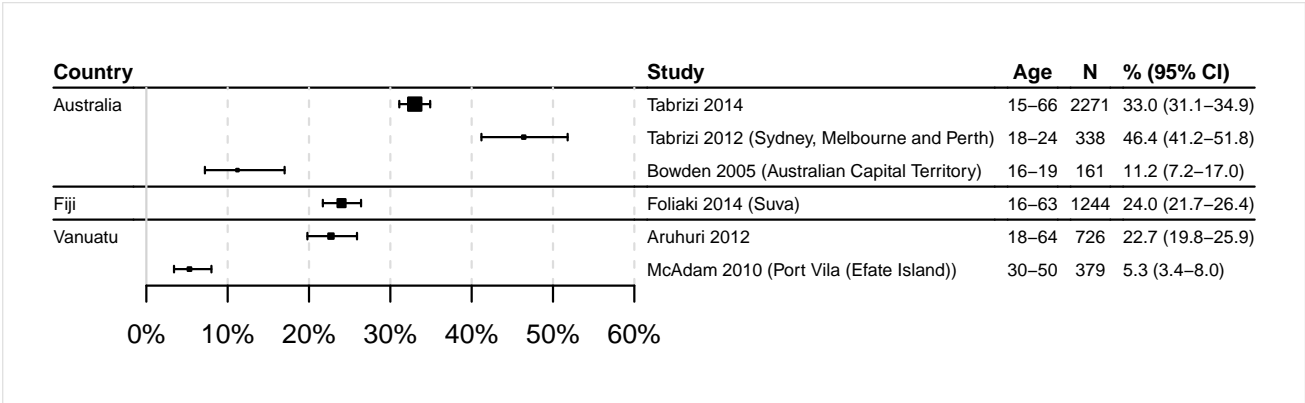 Country Study Age N % (95% CI)
Australia Tabrizi 2014 15–66 2271 33.0 (31.1–34.9)
Tabrizi 2012 (Sydney, Melbourne and Perth) 18–24 338 46.4 (41.2–51.8)
Bowden 2005 (Australian Capital Territory) 16–19 161 11.2 (7.2–17.0)
Fiji Foliaki 2014 (Suva) 16–63 1244 24.0 (21.7–26.4)
Vanuatu Aruhuri 2012 18–64 726 22.7 (19.8–25.9)
McAdam 2010 (Port Vila (Efate Island)) 30–50 379 5.3 (3.4–8.0)
0% 10% 20% 30% 40% 50% 60%